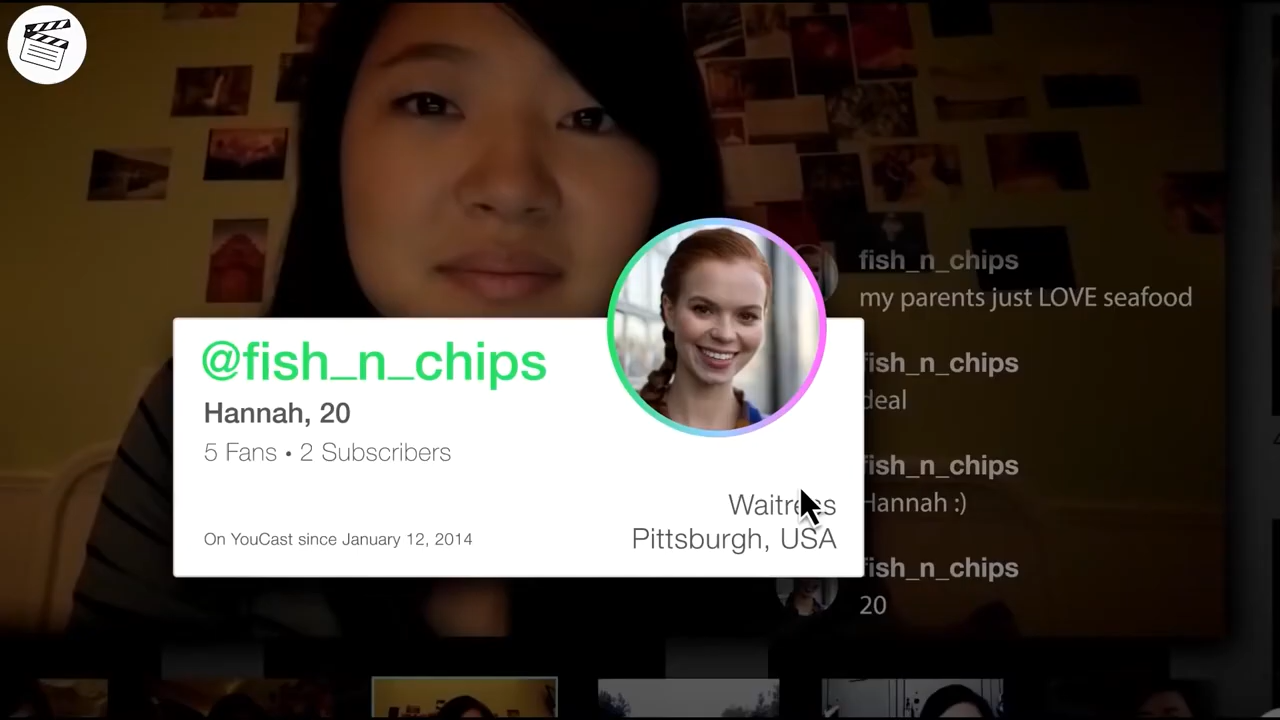 @fish_n_chips
Hannah, 20
5 Fans • 2 Subscribers
Waitress
Pittsburgh, USA
On YouCast since January 12, 2014
fish_n_chips
my parents just LOVE seafood
fish_n_chips
deal
fish_n_chips
Hannah :)
fish_n_chips
20